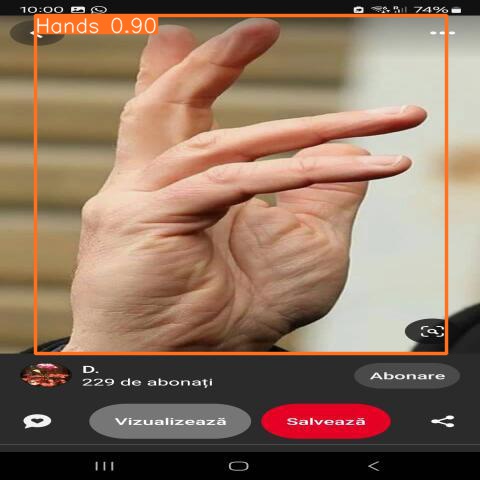 10:00
74%
Hands 0.90
D.
229 de abonați
Abonare
Vizualizează
Salvează